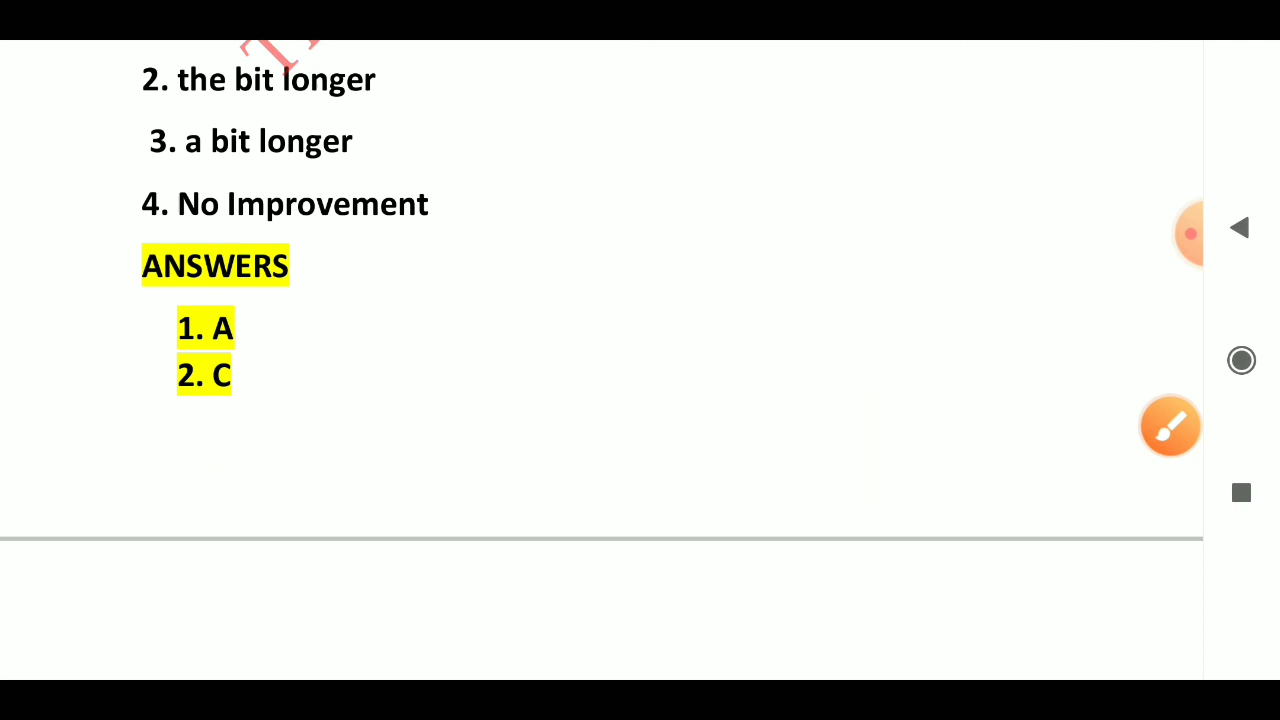 2. the bit longer
3. a bit longer
4. No Improvement
ANSWERS
1. A
2. C